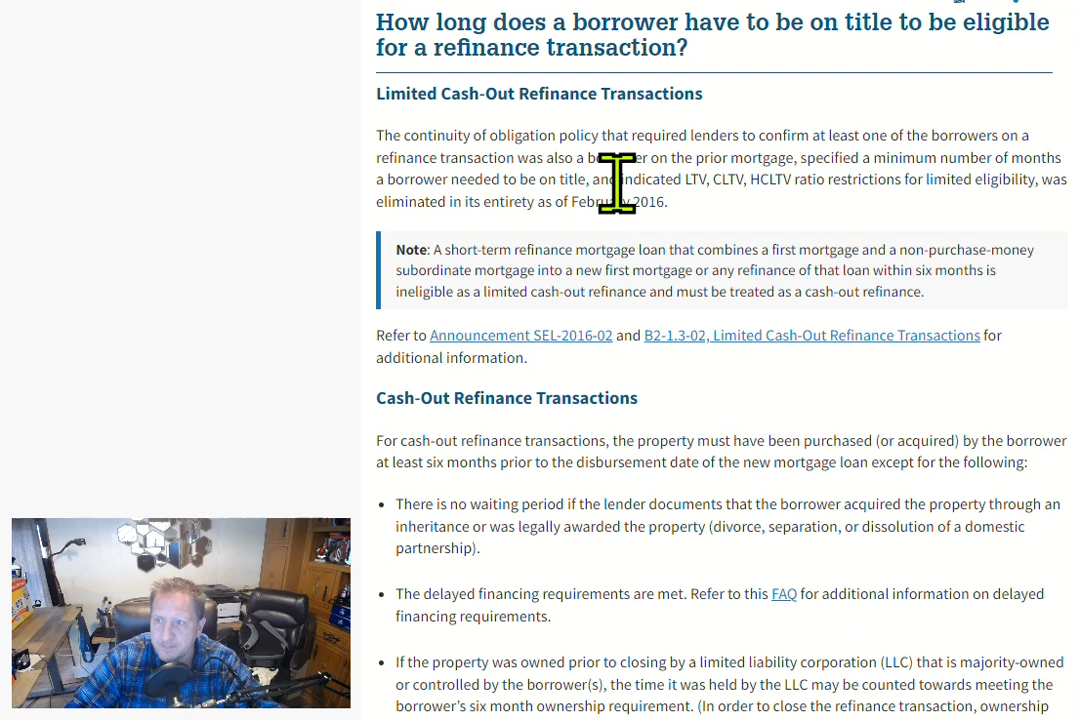 How long does a borrower have to be on title to be eligible
for a refinance transaction?
Limited Cash-Out Refinance Transactions
The continuity of obligation policy that required lenders to confirm at least one of the borrowers on a
refinance transaction was also a borrower on the prior mortgage, specified a minimum number of months
a borrower needed to be on title, and indicated LTV, CLTV, HCLTV ratio restrictions for limited eligibility, was
eliminated in its entirety as of February 2016.
Note: A short-term refinance mortgage loan that combines a first mortgage and a non-purchase-money
subordinate mortgage into a new first mortgage or any refinance of that loan within six months is
ineligible as a limited cash-out refinance and must be treated as a cash-out refinance.
Refer to Announcement SEL-2016-02 and B2-1.3-02, Limited Cash-Out Refinance Transactions for
additional information.
Cash-Out Refinance Transactions
For cash-out refinance transactions, the property must have been purchased (or acquired) by the borrower
at least six months prior to the disbursement date of the new mortgage loan except for the following:
• There is no waiting period if the lender documents that the borrower acquired the property through an
inheritance or was legally awarded the property (divorce, separation, or dissolution of a domestic
partnership).
• The delayed financing requirements are met. Refer to this FAQ for additional information on delayed
financing requirements.
• If the property was owned prior to closing by a limited liability corporation (LLC) that is majority-owned
or controlled by the borrower(s), the time it was held by the LLC may be counted towards meeting the
borrower's six month ownership requirement. (In order to close the refinance transaction, ownership